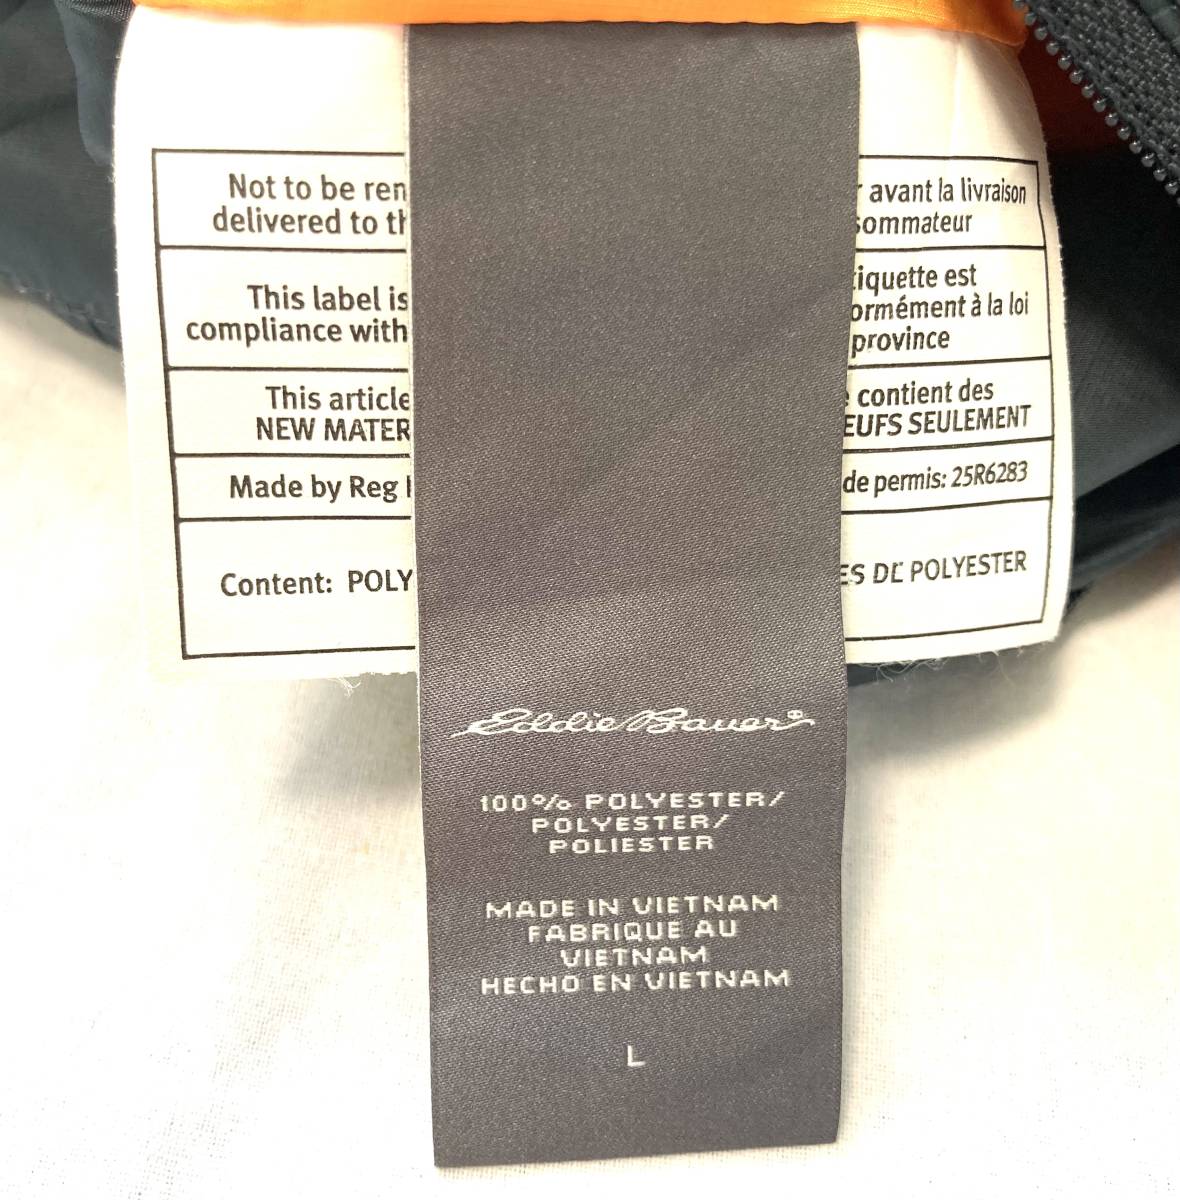 Not to be ren
delivered to th
This label is
compliance with
This article
NEW MATER
Made by Reg
Content: POLY
avant la livraison
sommateur
iquette est
ormément à la loi
province
contient des
EUFS SEULEMENT
de permis: 25R6283
ES DE POLYESTER
Eddie Bauer®
100% POLYESTER/
POLYESTER/
POLIESTER
MADE IN VIETNAM
FABRIQUE AU
VIETNAM
HECHO EN VIETNAM
L